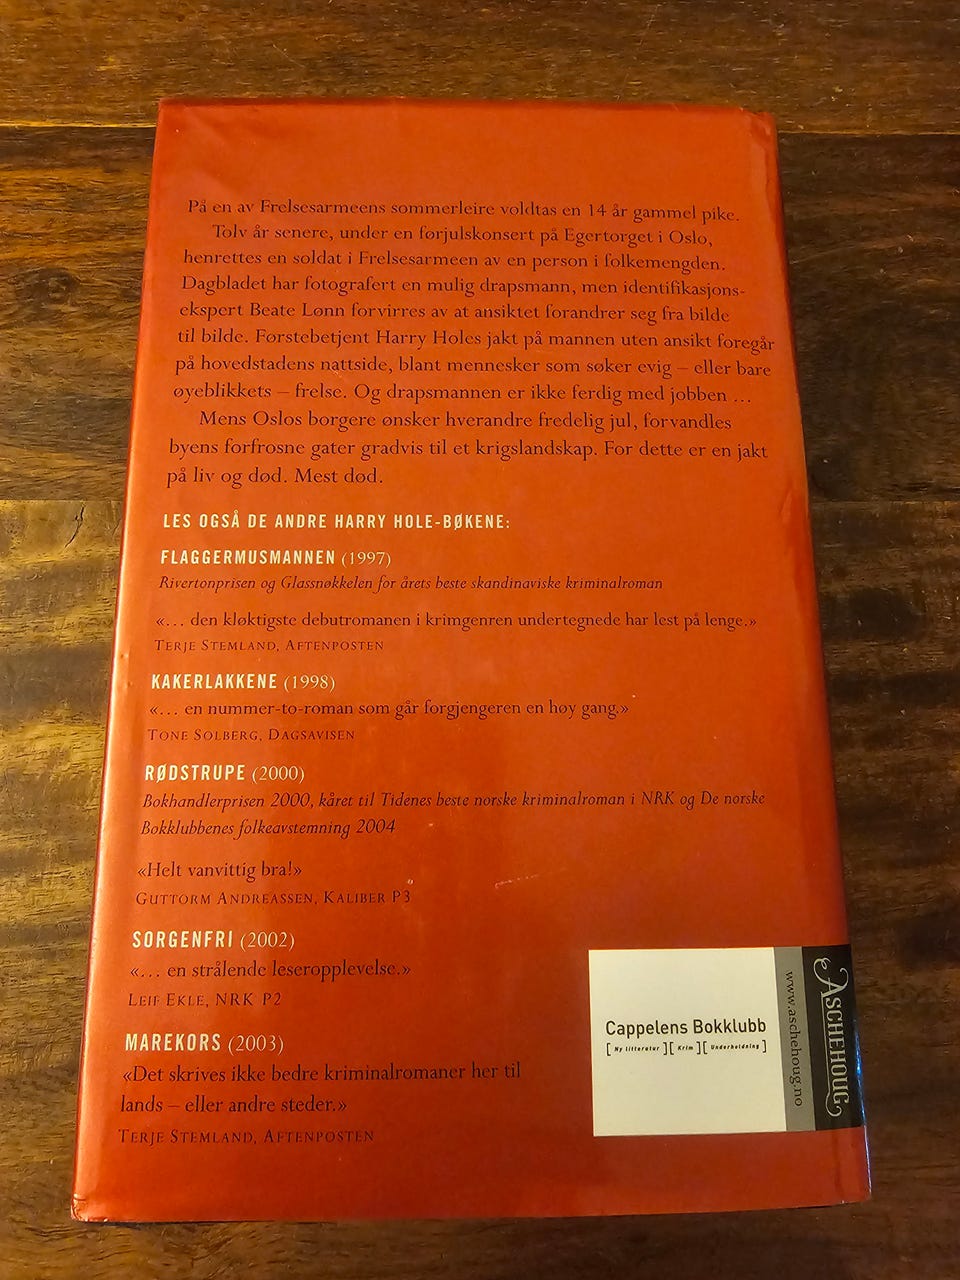 På en av Frelsesarmeens sommerleire voldtas en 14 år gammel pike.
Tolv år senere, under en førjulskonsert på Egertorget i Oslo,
henrettes en soldat i Frelsesarmeen av en person i folkemengden.
Dagbladet har fotografert en mulig drapsmann, men identifikasjons-
ekspert Beate Lønn forvirres av at ansiktet forandrer seg fra bilde
til bilde. Førstebetjent Harry Holes jakt på mannen uten ansikt foregår
på hovedstadens nattside, blant mennesker som søker evig – eller bare
øyeblikkets – frelse. Og drapsmannen er ikke ferdig med jobben …
Mens Oslos borgere ønsker hverandre fredelig jul, forvandles
byens forfrosne gater gradvis til et krigslandskap. For dette er en jakt
på liv og død. Mest død.
LES OGSÅ DE ANDRE HARRY HOLE-BØKENE:
FLAGGERMUSMANNEN (1997)
Rivertonprisen og Glassnøkkelen for årets beste skandinaviske kriminalroman
«… den kløktigste debutromanen i krimgenren undertegnede har lest på lenge.»
TERJE STEMLAND, AFTENPOSTEN
KAKERLAKKENE (1998)
«… en nummer-to-roman som går forgjengeren en høy gang.»
TONE SOLBERG, DAGSAVISEN
RØDSTRUPE (2000)
Bokhandlerprisen 2000, kåret til Tidenes beste norske kriminalroman i NRK og De norske
Bokklubbenes folkeavstemning 2004
«Helt vanvittig bra!»
GUTTORM ANDREASSEN, KALIBER P3
SORGENFRI (2002)
«… en strålende leseropplevelse.»
LEIF EKLE, NRK P2
MAREKORS (2003)
«Det skrives ikke bedre kriminalromaner her til
lands – eller andre steder.»
TERJE STEMLAND, AFTENPOSTEN
Cappelens Bokklubb
[ Ny litteratur ][ Krim ][ Underholdning ]
www.aschehoug.no
ASCHEHOUG